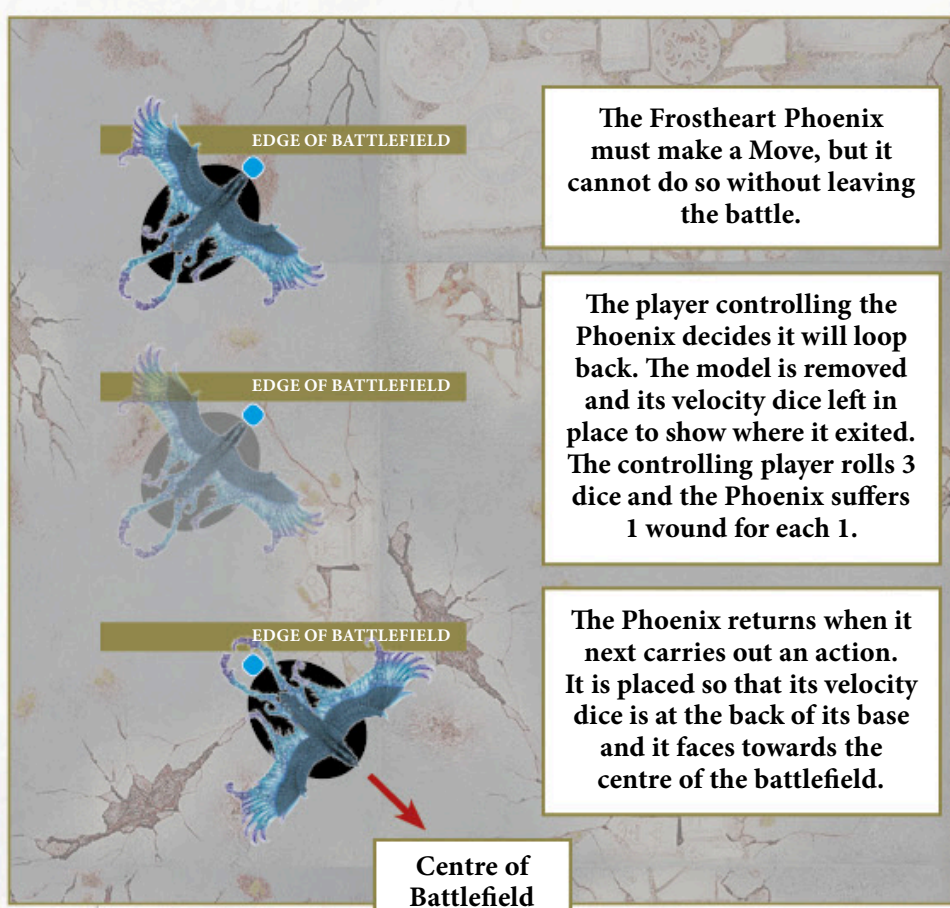 EDGE OF BATTLEFIELD
The Frostheart Phoenix
must make a Move, but it
cannot do so without leaving
the battle.
EDGE OF BATTLEFIELD
The player controlling the
Phoenix decides it will loop
back. The model is removed
and its velocity dice left in
place to show where it exited.
The controlling player rolls 3
dice and the Phoenix suffers
1 wound for each 1.
EDGE OF BATTLEFIELD
The Phoenix returns when it
next carries out an action.
It is placed so that its velocity
dice is at the back of its base
and it faces towards the
centre of the battlefield.
Centre of
Battlefield